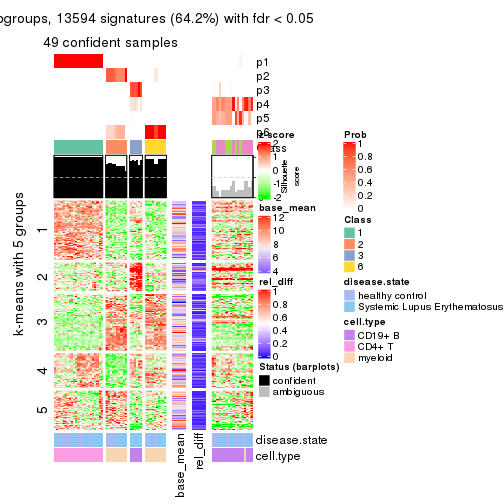 ogroups, 13594 signatures (64.2%) with fdr < 0.05
49 confident samples
p1
p2
p3
p4
p5
p6
Class
k-means with 5 groups
1
2
3
4
5
Silhouette
score
z-score
2
1
0
-1
-2
base_mean
12
10
8
6
4
rel_diff
1
0.8
0.6
0.4
0.2
0
Status (barplots)
confident
ambiguous
Prob
1
0.8
0.6
0.4
0.2
0
Class
1
2
3
6
disease.state
healthy control
Systemic Lupus Erythematosus
cell.type
CD19+ B
CD4+ T
myeloid
disease.state
cell.type
base_mean
rel_diff